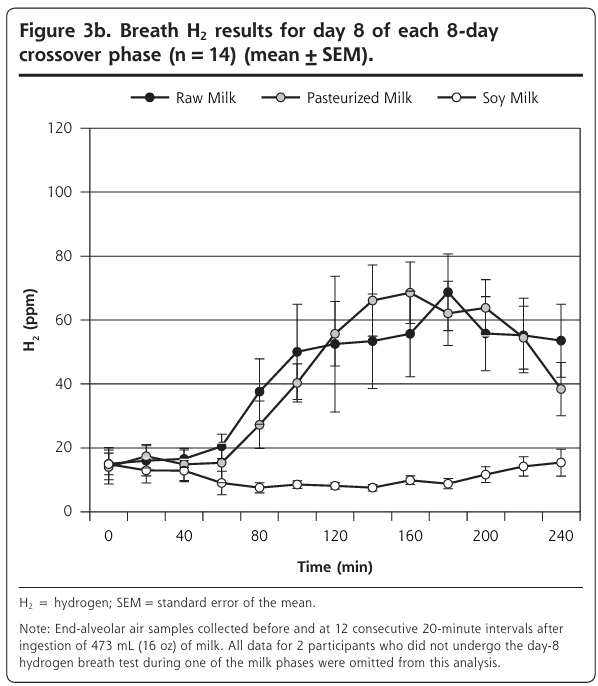 Figure 3b. Breath H₂ results for day 8 of each 8-day
crossover phase (n = 14) (mean ± SEM).
Raw Milk
Pasteurized Milk
Soy Milk
120
100
80
60
40
20
0
H₂ (ppm)
0
40
80
120
160
200
240
Time (min)
H₂ = hydrogen; SEM = standard error of the mean.
Note: End-alveolar air samples collected before and at 12 consecutive 20-minute intervals after
ingestion of 473 mL (16 oz) of milk. All data for 2 participants who did not undergo the day-8
hydrogen breath test during one of the milk phases were omitted from this analysis.